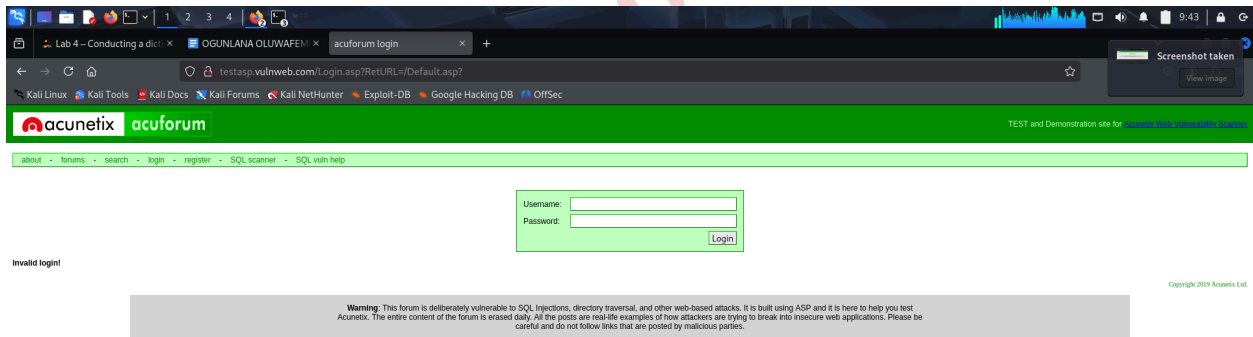 1 2 3 4 9:43
Lab 4 – Conducting a dicti OGUNLANA OLUWAFEM acuforum login
Screenshot taken
testasp.vulnweb.com/Login.asp?RetURL=/Default.asp?
View image
Kali Linux Kali Tools Kali Docs Kali Forums Kali NetHunter Exploit-DB Google Hacking DB OffSec
acunetix acuforum TEST and Demonstration site for Acunetix Web Vulnerability Scanner
about - forums - search - login - register - SQL scanner - SQL vuln help
Username:
Password:
Login
Invalid login!
Copyright 2019 Acunetix Ltd.
Warning: This forum is deliberately vulnerable to SQL Injections, directory traversal, and other web-based attacks. It is built using ASP and it is here to help you test
Acunetix. The entire content of the forum is erased daily. All the posts are real-life examples of how attackers are trying to break into insecure web applications. Please be
careful and do not follow links that are posted by malicious parties.